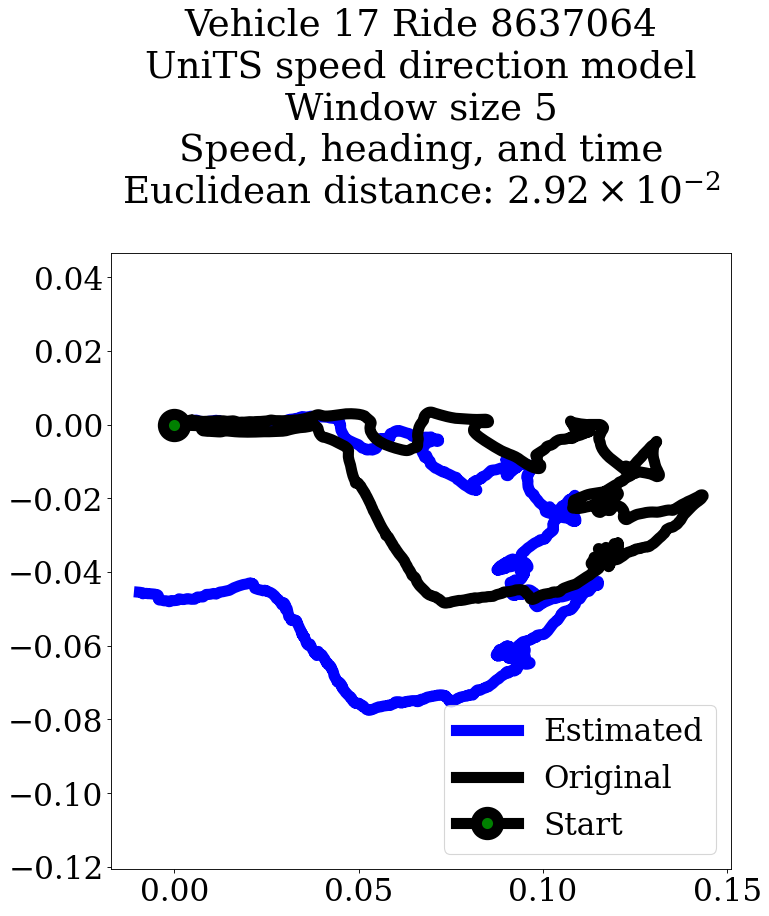 Vehicle 17 Ride 8637064
UniTS speed direction model
Window size 5
Speed, heading, and time
Euclidean distance: 2.92 × 10⁻²
0.04
0.02
0.00
−0.02
−0.04
−0.06
−0.08
−0.10
−0.12
Estimated
Original
Start
0.00 0.05 0.10 0.15